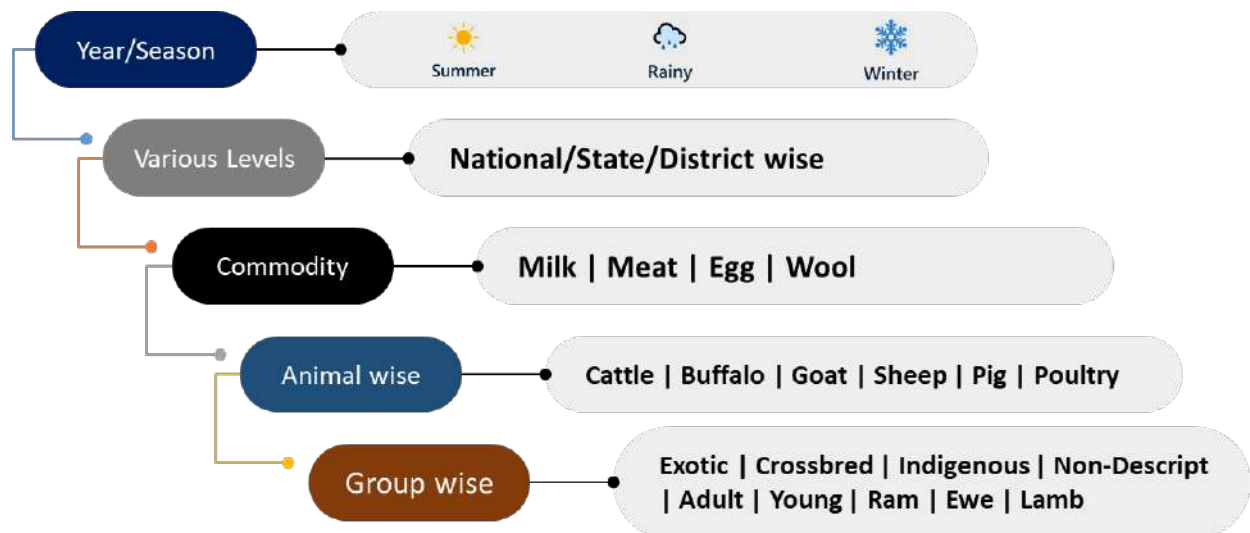 Year/Season
Summer
Rainy
Winter
Various Levels
National/State/District wise
Commodity
Milk | Meat | Egg | Wool
Animal wise
Cattle | Buffalo | Goat | Sheep | Pig | Poultry
Group wise
Exotic | Crossbred | Indigenous | Non-Descript
| Adult | Young | Ram | Ewe | Lamb